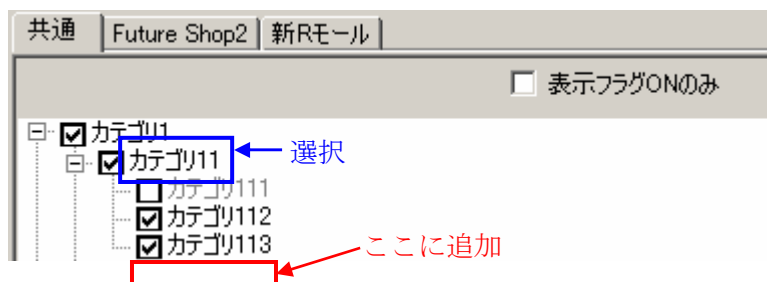 共通 Future Shop2 新Rモール
表示フラグONのみ
カテゴリ1
カテゴリ11 選択
カテゴリ111
カテゴリ112
カテゴリ113
ここに追加